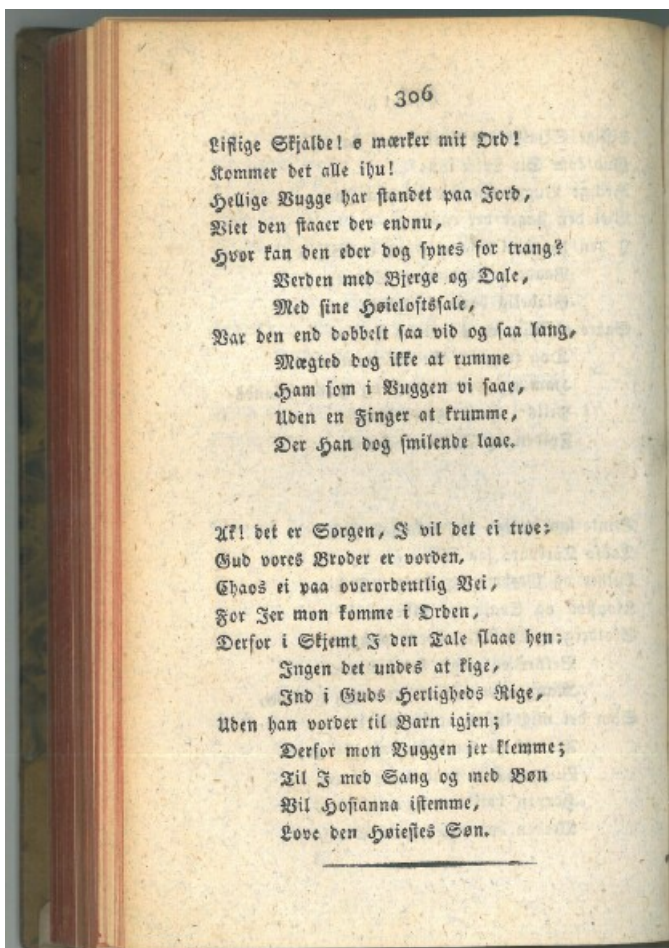 306
Liflige Skjalde! o mærker mit Ord!
Kommer det alle ihu!
Hellige Vugge har standet paa Jord,
Viet den staaer der endnu,
Hvor kan den eder dog synes for trang?
Verden med Bjerge og Dale,
Med sine Høieloftssale,
Var den end dobbelt saa vid og saa lang,
Mægted dog ikke at rumme
Ham som i Vuggen vi saae,
Uden en Finger at krumme,
Der Han dog smilende laae.
Ak! det er Sorgen, I vil det ei troe:
Gud vores Broder er vorden,
Chaos ei paa overordentlig Vei,
For Jer mon komme i Orden,
Derfor i Skjemt I den Tale slaae hen:
Ingen det undes at kige,
Ind i Guds Herligheds Rige,
Uden han vorder til Barn igjen;
Derfor mon Vuggen jer klemme;
Til I med Sang og med Bøn
Vil Hosianna istemme,
Love den Høiestes Søn.